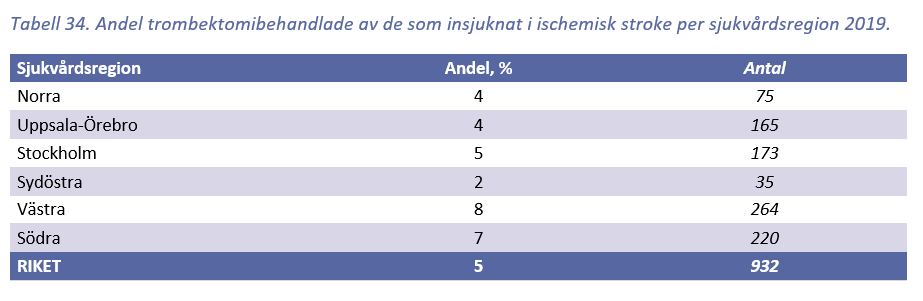 Tabell 34. Andel trombektomibehandlade av de som insjuknat i ischemisk stroke per sjukvårdsregion 2019.
Sjukvårdsregion Andel, % Antal
Norra 4 75
Uppsala-Örebro 4 165
Stockholm 5 173
Sydöstra 2 35
Västra 8 264
Södra 7 220
RIKET 5 932